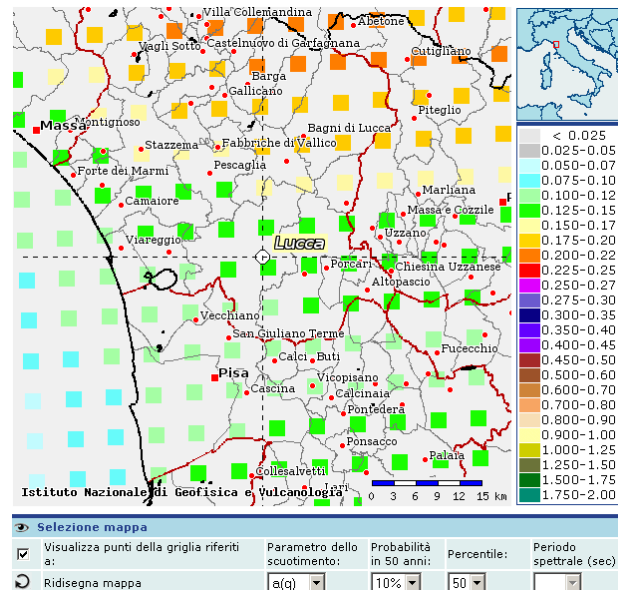 Villa Collemandina
Abetone
Vagli Sotto
Castelnuovo di Garfagnana
Cutigliano
Barga
Gallicano
Piteglio
Montignoso
Massa
Bagni di Lucca
Stazzema
Fabbriche di Vallico
Pescaglia
Forte dei Marmi
Marliana
Camaiore
Massa e Cozzile
Uzzano
Viareggio
Lucca
Porcari
Chiesina Uzzanese
Altopascio
Vecchiano
San Giuliano Terme
Fucecchio
Calci
Buti
Pisa
Vicopisano
Cascina
Calcinaia
Pontedera
Ponsacco
Palaia
Collesalvetti
Lari
Istituto Nazionale di Geofisica e Vulcanologia
0 3 6 9 12 15 km
< 0.025
0.025-0.05
0.050-0.07
0.075-0.10
0.100-0.12
0.125-0.15
0.150-0.17
0.175-0.20
0.200-0.22
0.225-0.25
0.250-0.27
0.275-0.30
0.300-0.35
0.350-0.40
0.400-0.45
0.450-0.50
0.500-0.60
0.600-0.70
0.700-0.80
0.800-0.90
0.900-1.00
1.000-1.25
1.250-1.50
1.500-1.75
1.750-2.00
Selezione mappa
Visualizza punti della griglia riferiti a:
Parametro dello scuotimento:
Probabilità in 50 anni:
Percentile:
Periodo spettrale (sec)
Ridisegna mappa
a(g)
10%
50